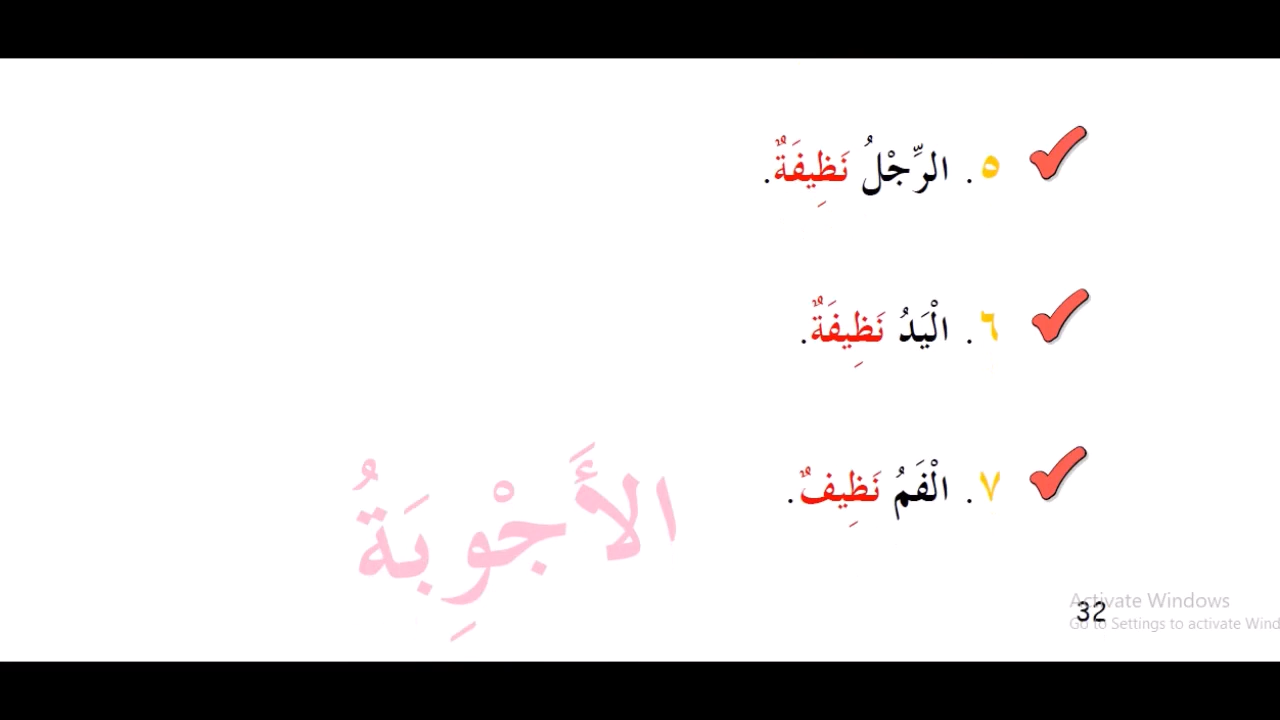 ٥. الرِّجْلُ نَظِيفَةٌ.
٦. الْيَدُ نَظِيفَةٌ.
٧. الْفَمُ نَظِيفٌ.
الأَجْوِبَةُ
32
Activate Windows
Go to Settings to activate Wind